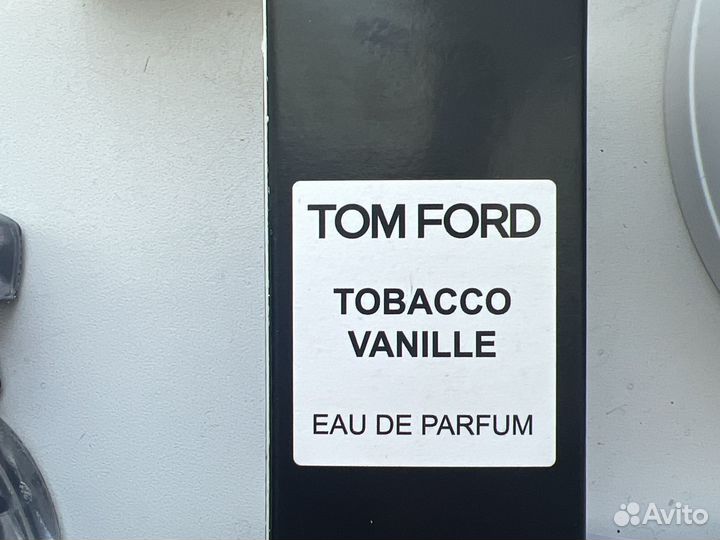 TOM FORD
TOBACCO
VANILLE
EAU DE PARFUM
Avito